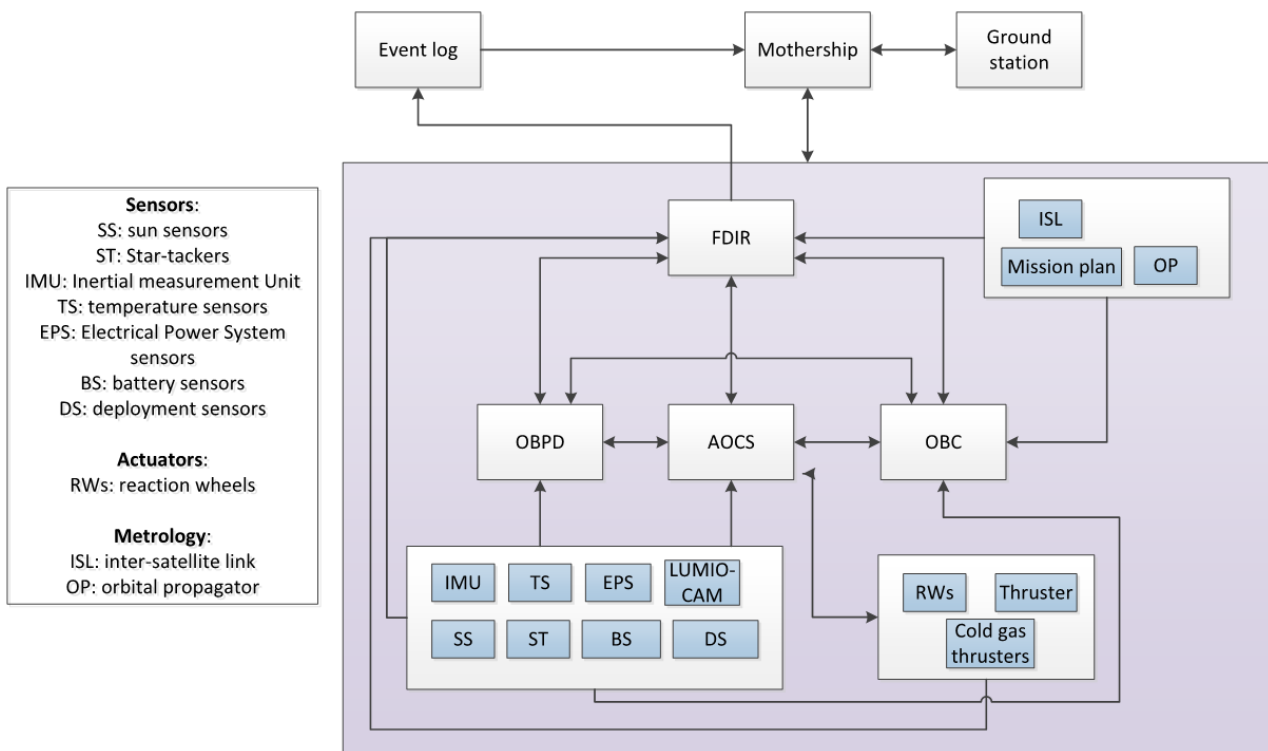 Event log
Mothership
Ground
station
Sensors:
SS: sun sensors
ST: Star-tackers
IMU: Inertial measurement Unit
TS: temperature sensors
EPS: Electrical Power System
sensors
BS: battery sensors
DS: deployment sensors
Actuators:
RWs: reaction wheels
Metrology:
ISL: inter-satellite link
OP: orbital propagator
FDIR
ISL
Mission plan
OP
OBPD
AOCS
OBC
IMU
TS
EPS
LUMIO-
CAM
SS
ST
BS
DS
RWs
Thruster
Cold gas
thrusters